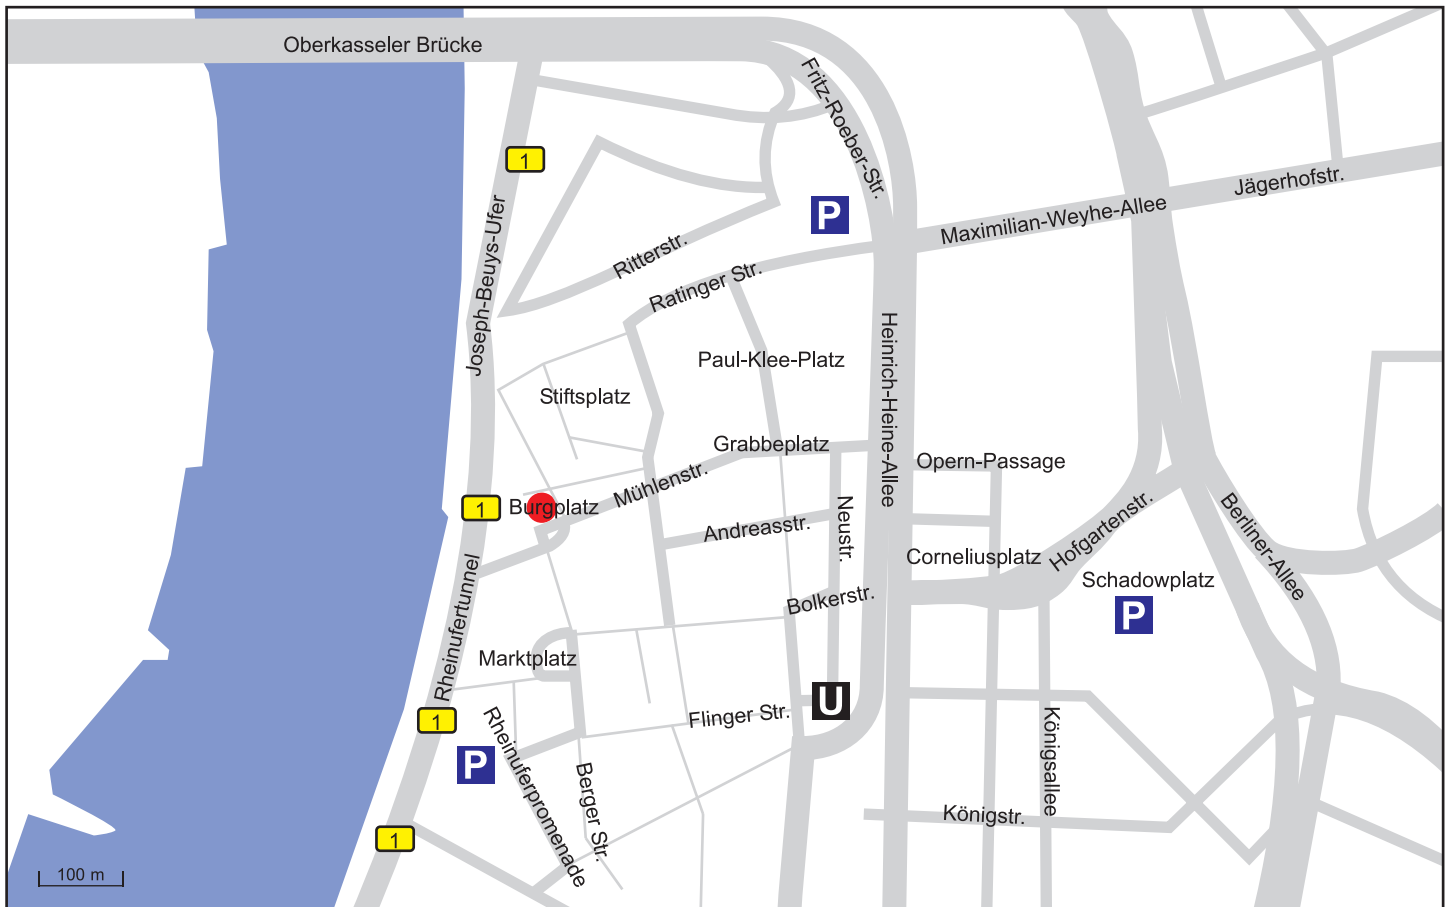 Oberkasseler Brücke
Fritz-Roeber-Str.
1
Jägerhofstr.
Maximilian-Weyhe-Allee
P
Joseph-Beuys-Ufer
Ritterstr.
Ratinger Str.
Heinrich-Heine-Allee
Paul-Klee-Platz
Stiftsplatz
Grabbeplatz
Opern-Passage
Mühlenstr.
1
Burgplatz
Neustr.
Andreasstr.
Hofgartenstr.
Berliner-Allee
Corneliusplatz
Schadowplatz
P
Rheinufertunnel
Bolkerstr.
Marktplatz
U
1
Flinger Str.
Rheinuferpromenade
Königsallee
P
Berger Str.
Königstr.
1
100 m